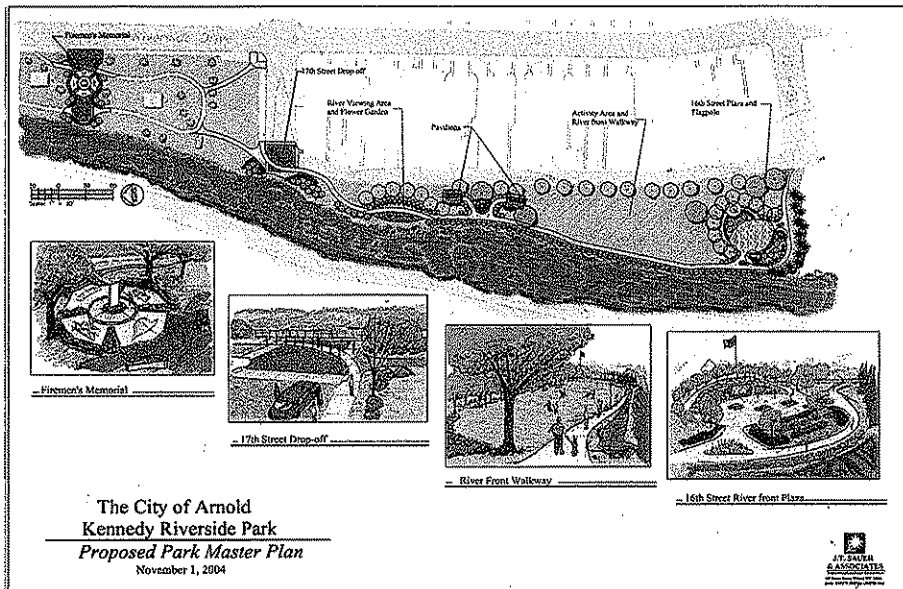 Firemen's Memorial
17th Street Drop-off
River Viewing Area
and Flower Garden
Pavilions
Activity Area and
River front Walkway
16th Street Plaza and
Flagpole
Firemen's Memorial
17th Street Drop-off
River Front Walkway
16th Street River front Plaza
The City of Arnold
Kennedy Riverside Park
Proposed Park Master Plan
November 1, 2004
J.T. SAUER
& ASSOCIATES